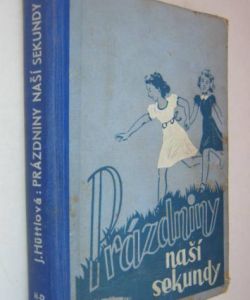 J. Hüttlová: PRÁZDNINY NAŠÍ SEKUNDY
Prázdniny
naší
sekundy